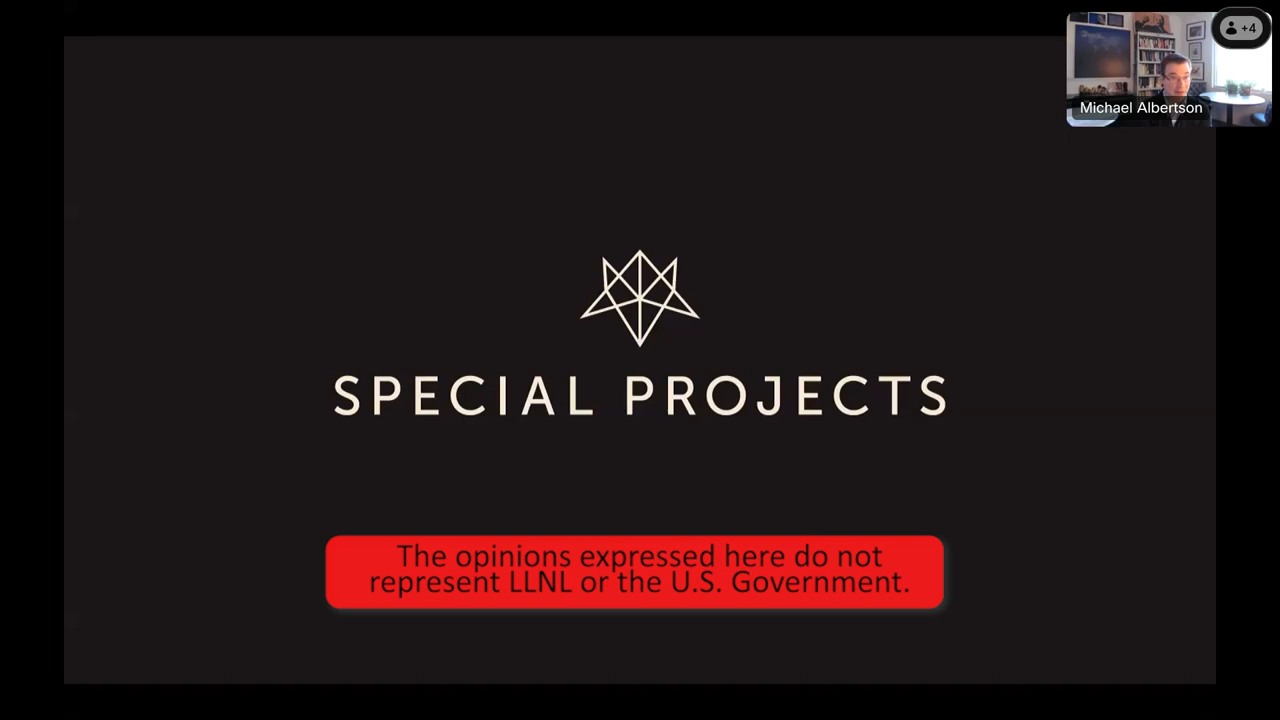 +4
Michael Albertson
SPECIAL PROJECTS
The opinions expressed here do not
represent LLNL or the U.S. Government.